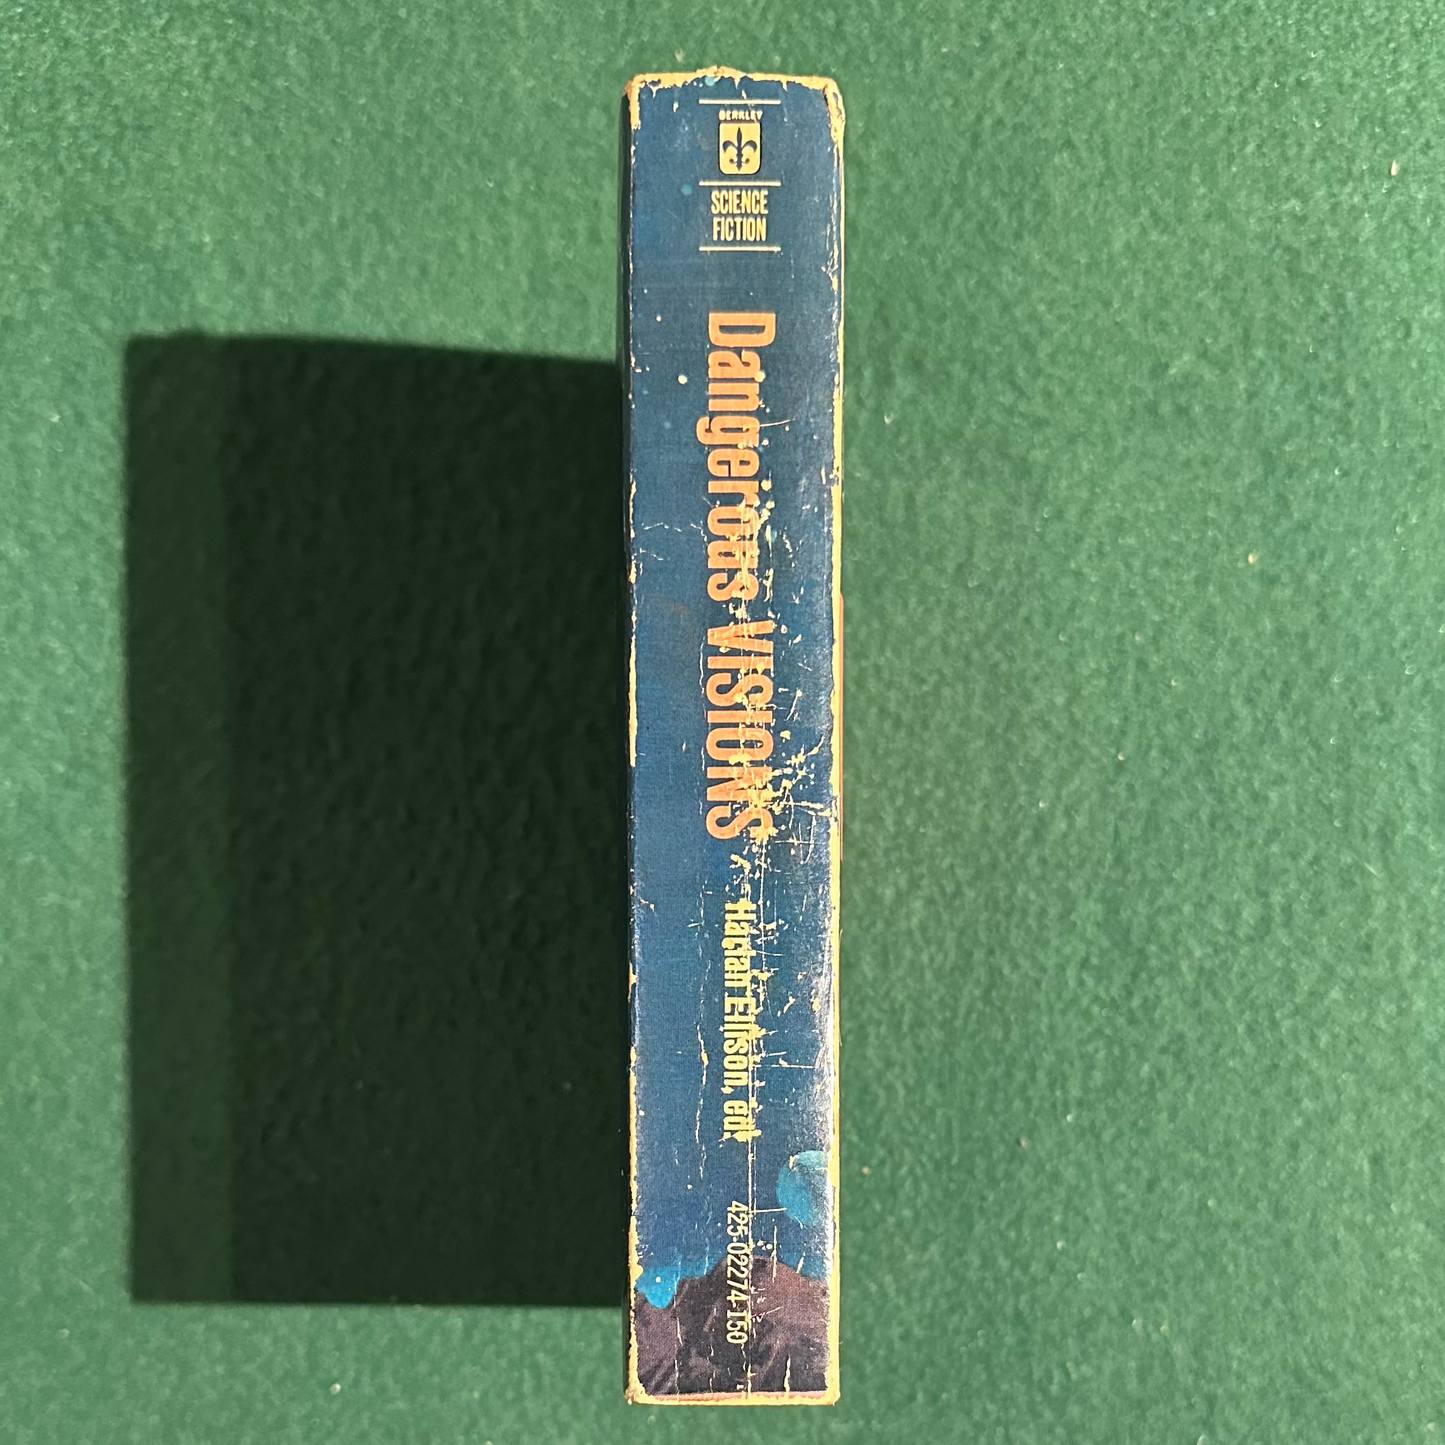 BERKLEY
SCIENCE
FICTION
Dangerous VISIONS
Harlan Ellison, ed.
425-02274-150